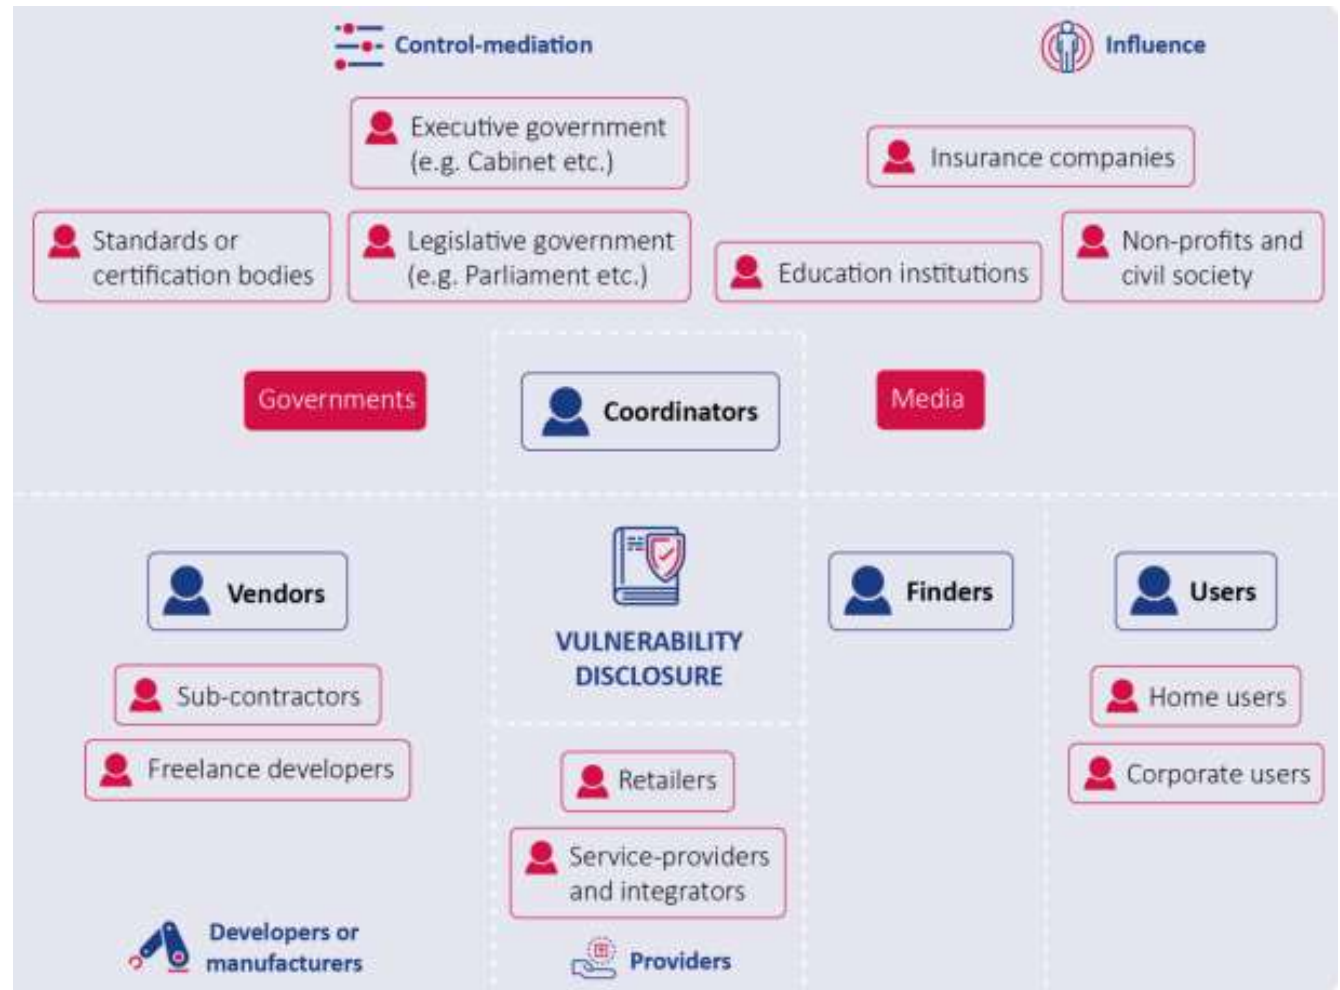 Control-mediation
Influence
Executive government
(e.g. Cabinet etc.)
Insurance companies
Standards or
certification bodies
Legislative government
(e.g. Parliament etc.)
Education institutions
Non-profits and
civil society
Governments
Coordinators
Media
Vendors
VULNERABILITY
DISCLOSURE
Finders
Users
Sub-contractors
Freelance developers
Retailers
Service-providers
and integrators
Home users
Corporate users
Developers or
manufacturers
Providers